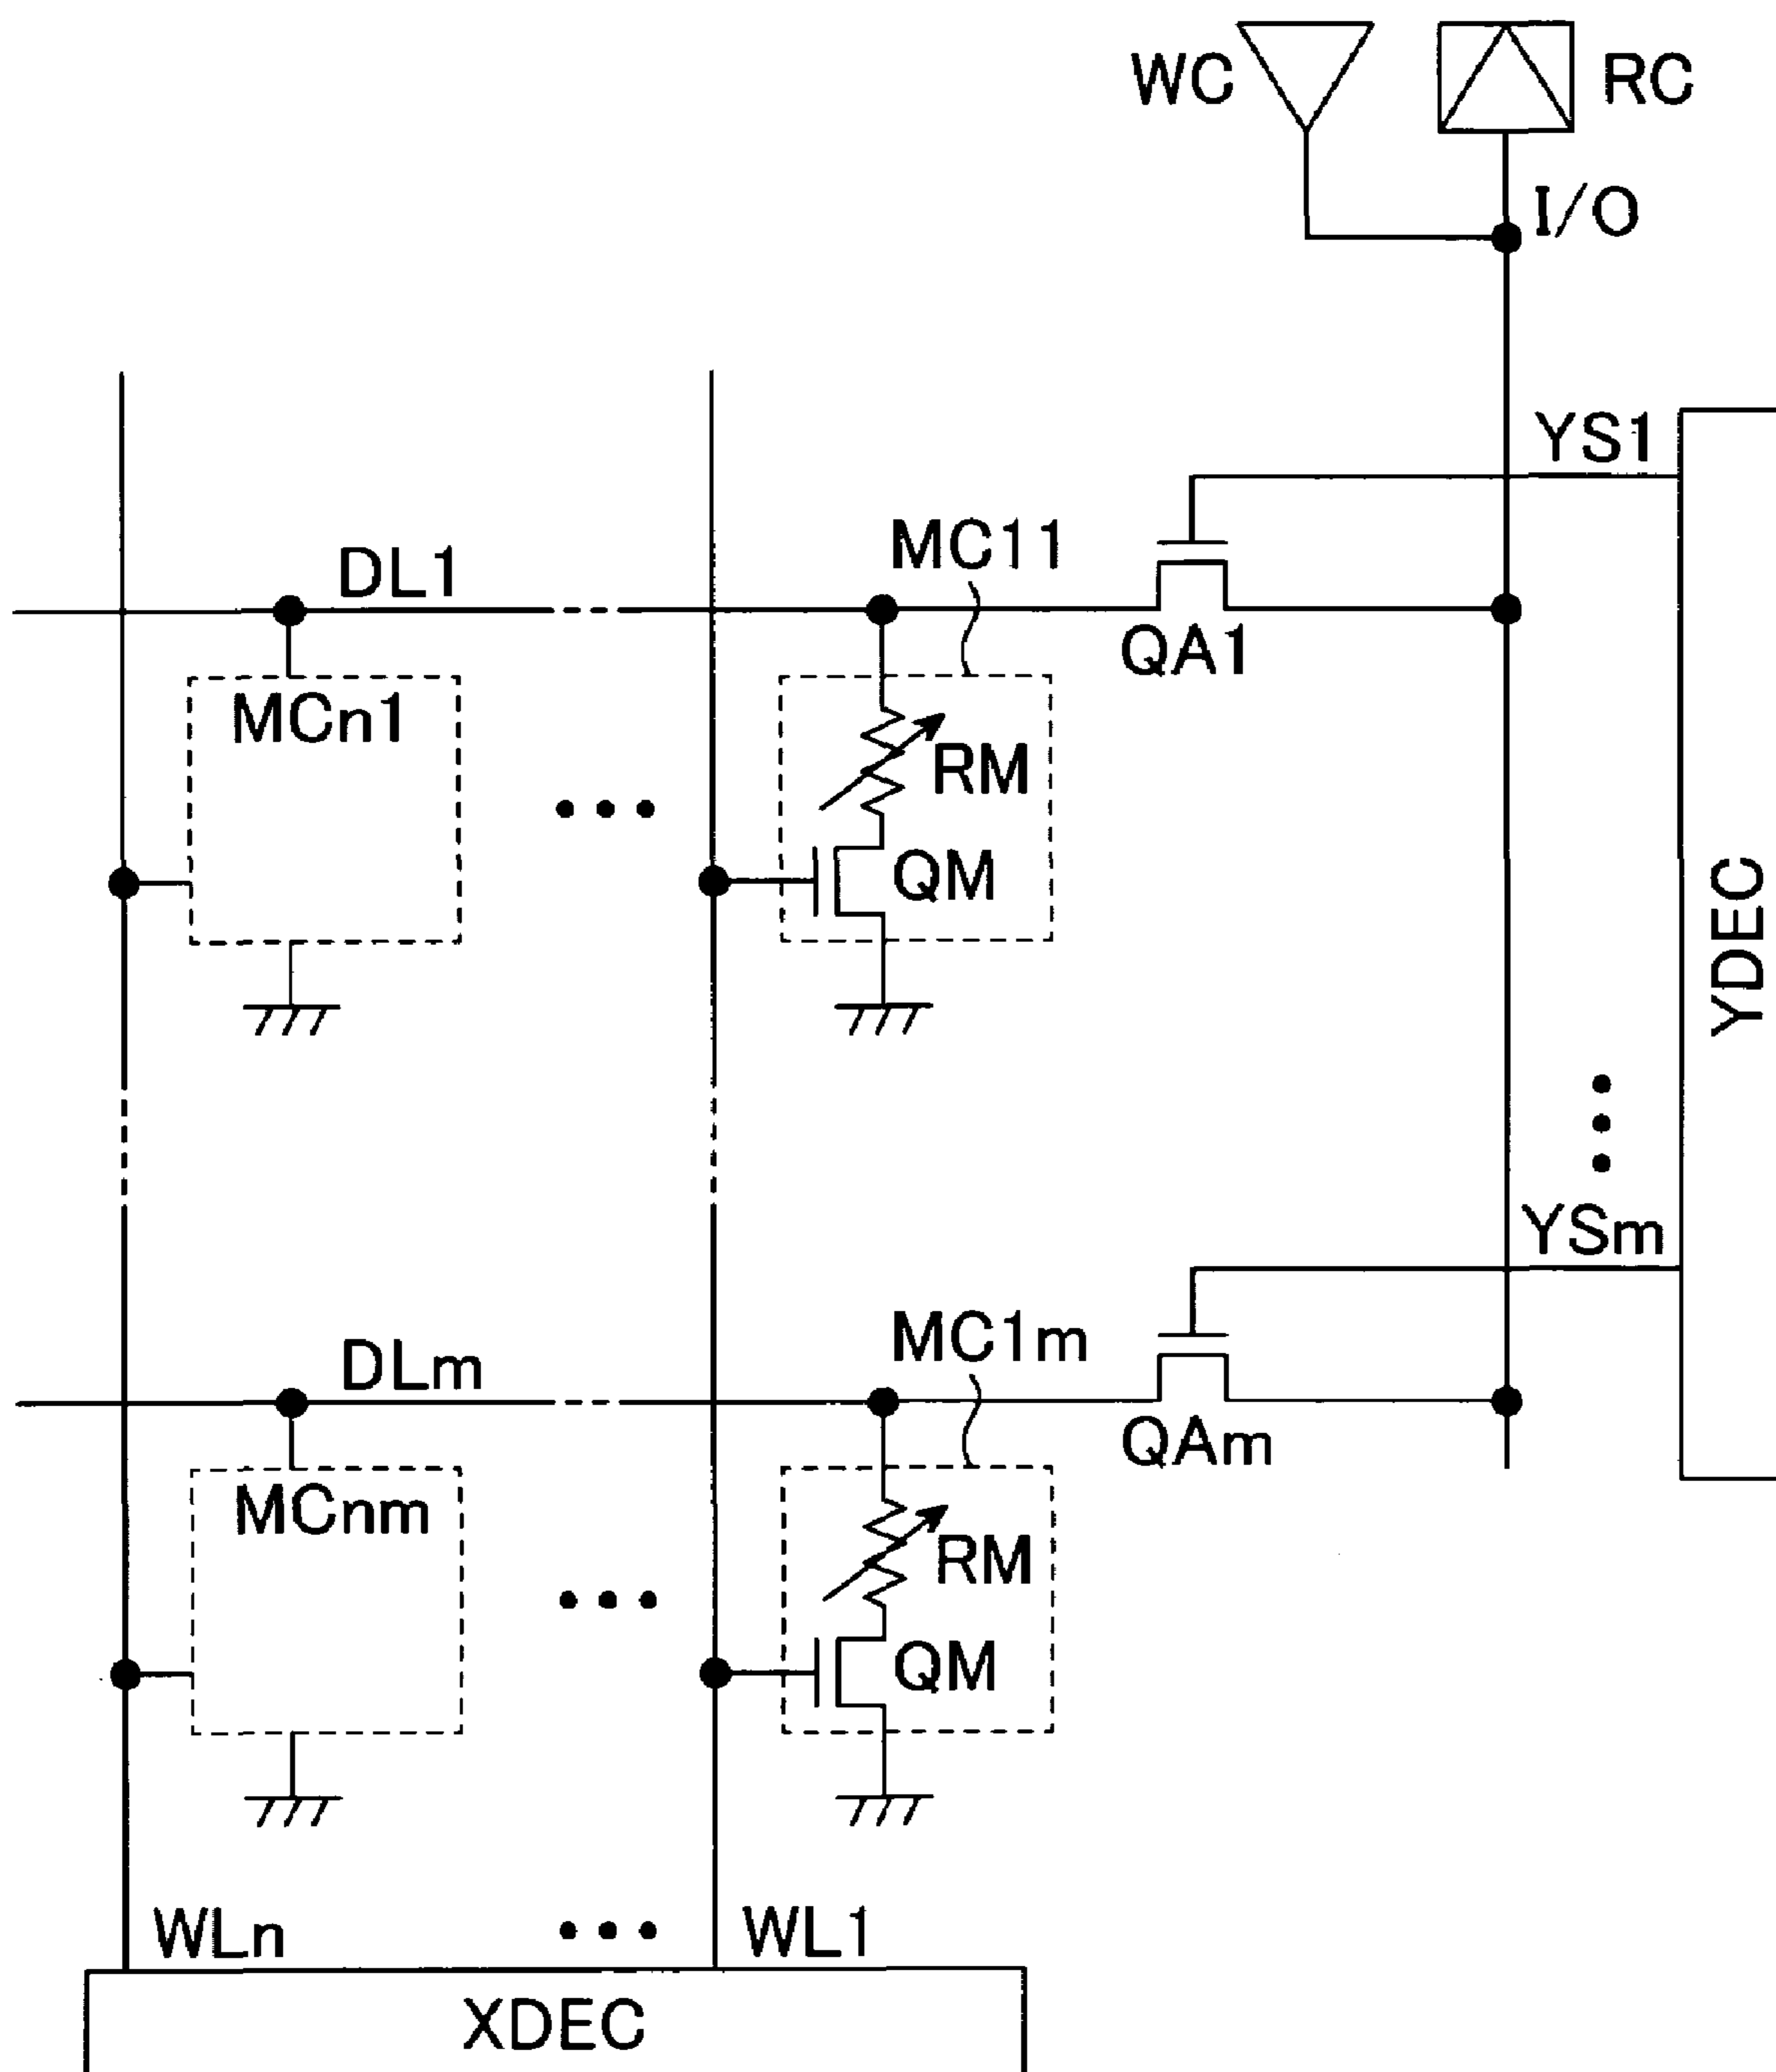 WC
RC
I/O
YS1
MC11
DL1
QA1
MCn1
RM
QM
YDEC
YSm
MC1m
DLm
QAm
MCnm
RM
QM
WLn
WL1
XDEC